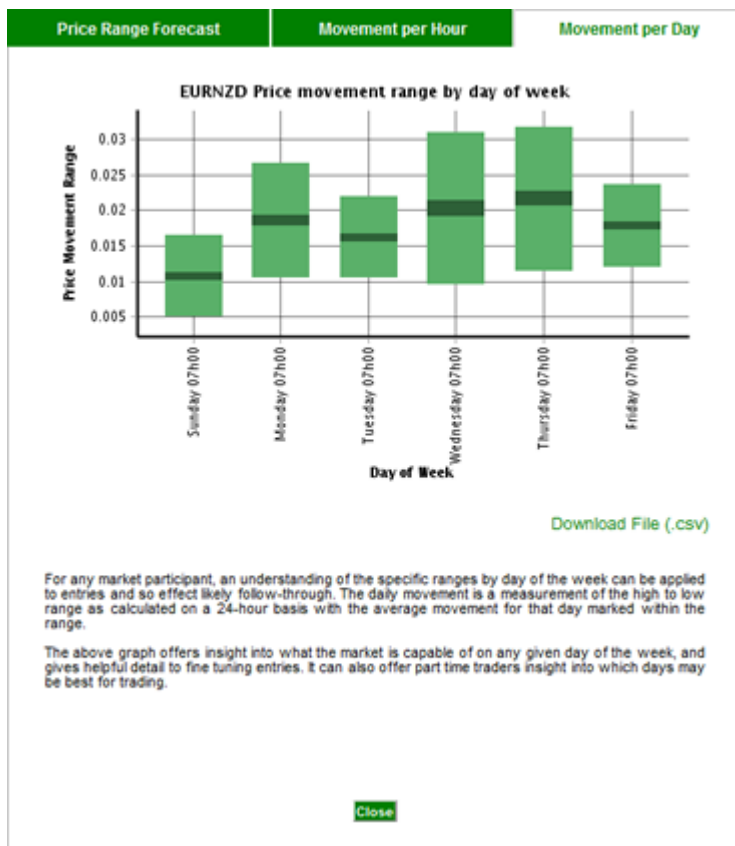 Price Range Forecast
Movement per Hour
Movement per Day
EURNZD Price movement range by day of week
Price Movement Range
0.03
0.025
0.02
0.015
0.01
0.005
Sunday 07h00
Monday 07h00
Tuesday 07h00
Wednesday 07h00
Thursday 07h00
Friday 07h00
Day of Week
Download File (.csv)
For any market participant, an understanding of the specific ranges by day of the week can be applied
to entries and so effect likely follow-through. The daily movement is a measurement of the high to low
range as calculated on a 24-hour basis with the average movement for that day marked within the
range.
The above graph offers insight into what the market is capable of on any given day of the week, and
gives helpful detail to fine tuning entries. It can also offer part time traders insight into which days may
be best for trading.
Close